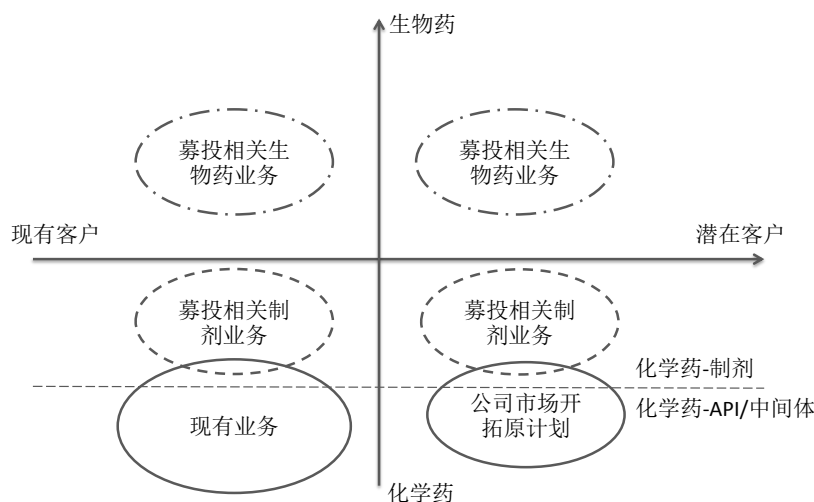 生物药
募投相关生
物药业务
募投相关生
物药业务
现有客户
潜在客户
募投相关制
剂业务
募投相关制
剂业务
化学药-制剂
现有业务
公司市场开
拓原计划
化学药-API/中间体
化学药